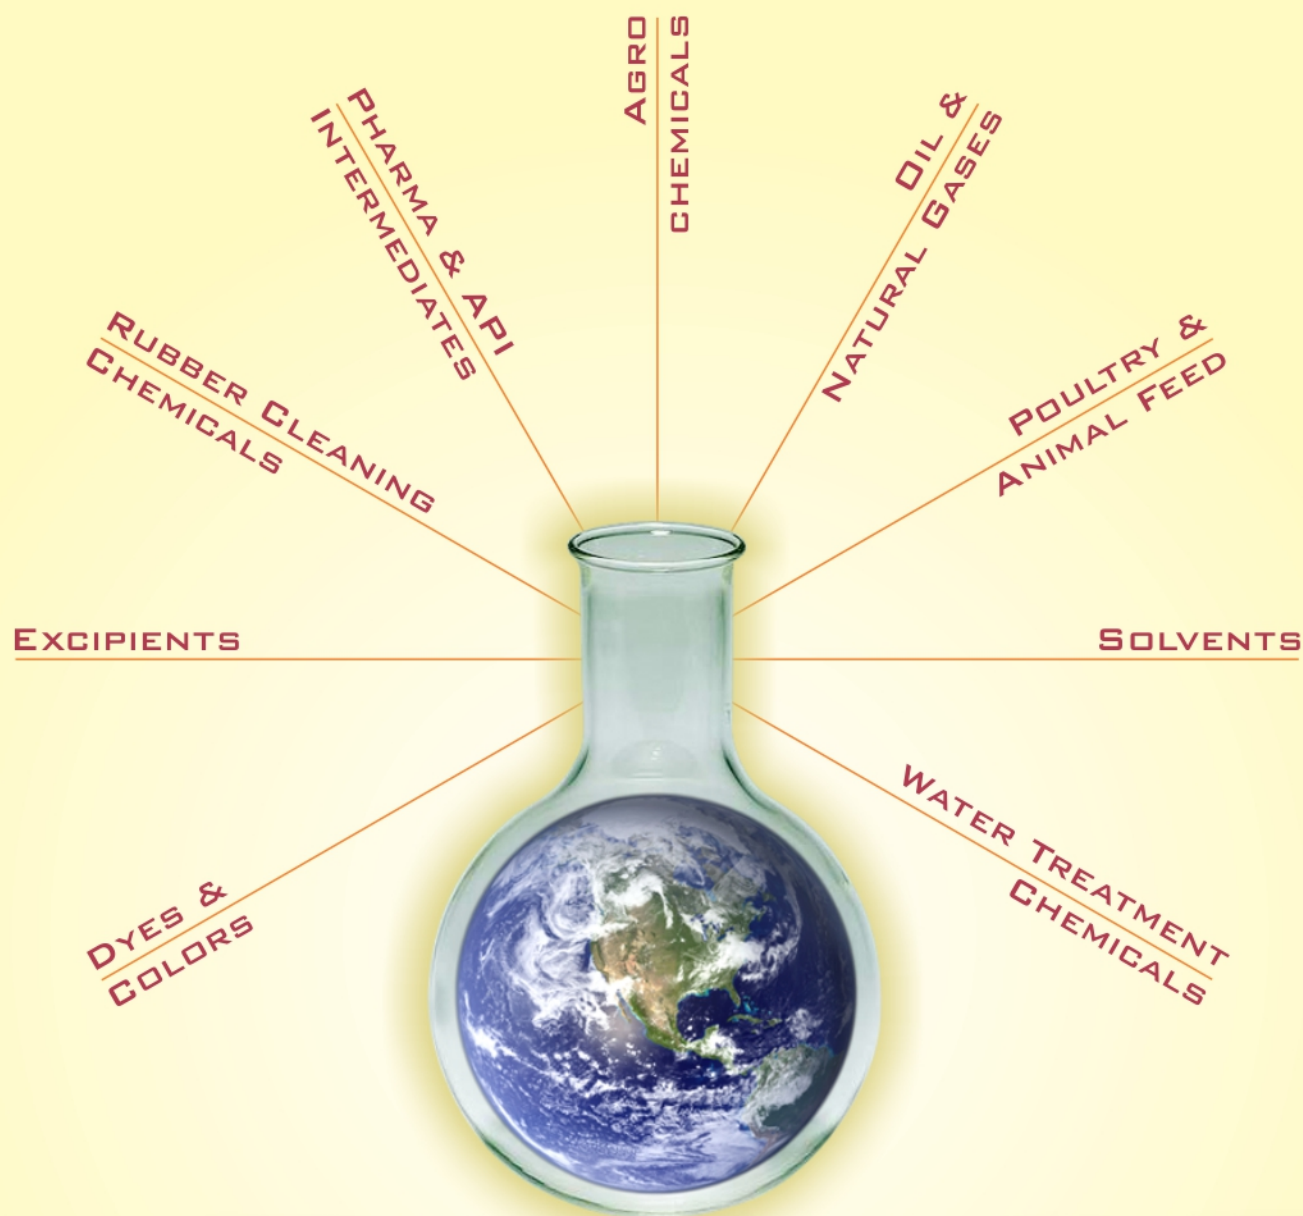 Dyes &
Colors
Excipients
Rubber Cleaning
Chemicals
Pharma & API
Intermediates
Agro
chemicals
Oil &
Natural Gases
Poultry &
Animal Feed
Solvents
Water Treatment
Chemicals